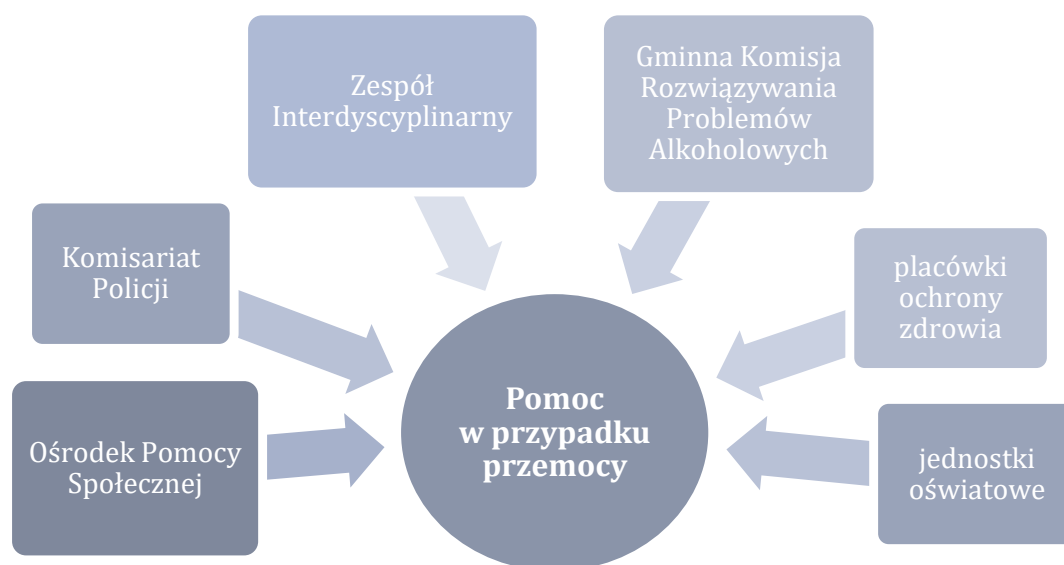 Zespół
Interdyscyplinarny
Gminna Komisja
Rozwiązywania
Problemów
Alkoholowych
Komisariat
Policji
placówki
ochrony
zdrowia
Ośrodek Pomocy
Społecznej
Pomoc
w przypadku
przemocy
jednostki
oświatowe